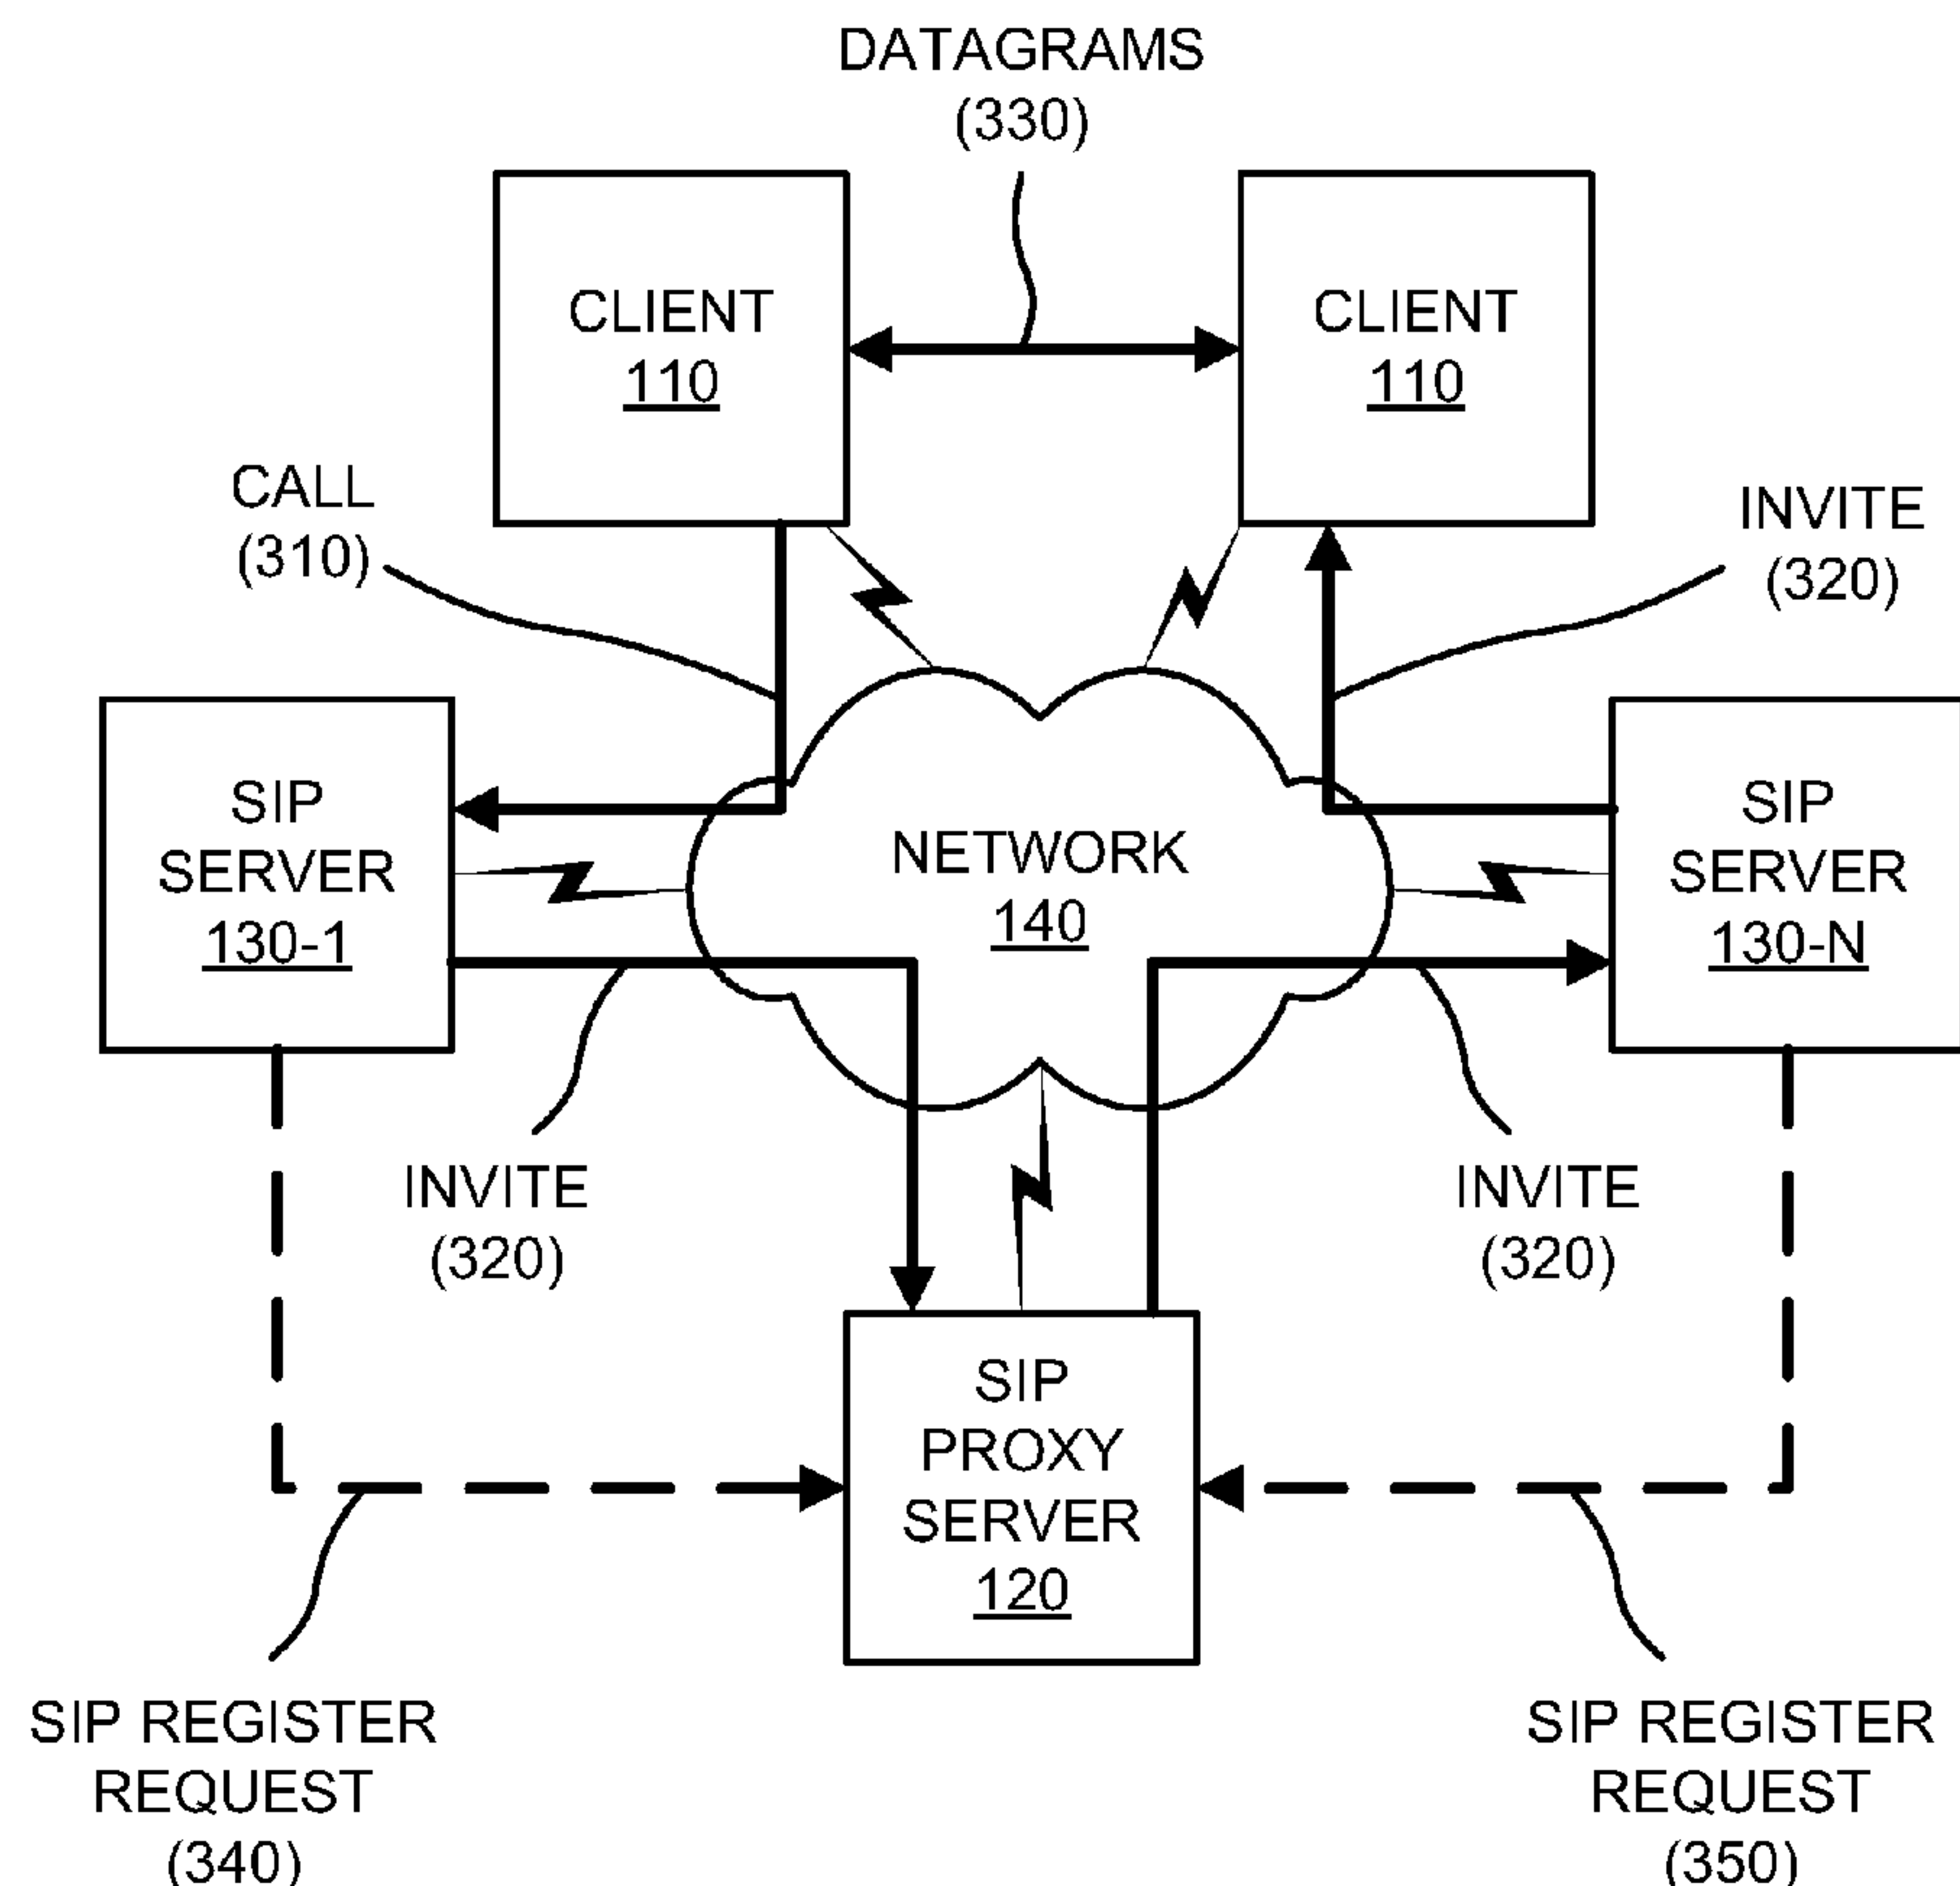 DATAGRAMS
(330)
CLIENT
110
CLIENT
110
CALL
(310)
INVITE
(320)
SIP
SERVER
130-1
NETWORK
140
SIP
SERVER
130-N
INVITE
(320)
INVITE
(320)
SIP
PROXY
SERVER
120
SIP REGISTER
REQUEST
(340)
SIP REGISTER
REQUEST
(350)